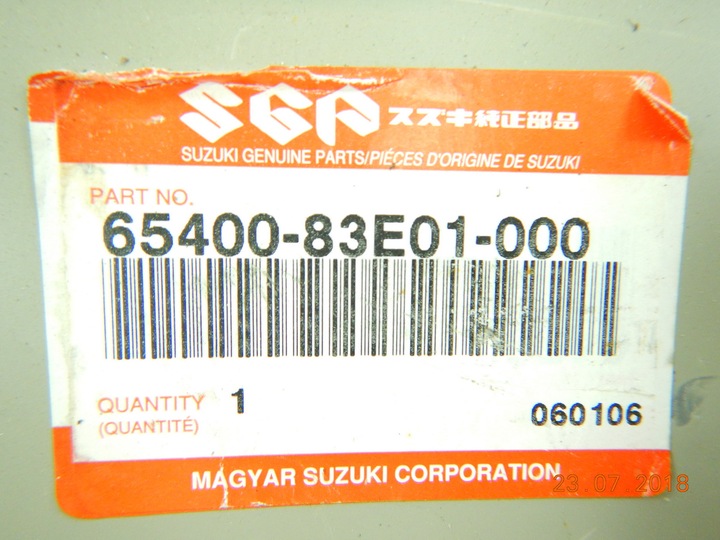 SGP スズキ純正部品
SUZUKI GENUINE PARTS/PIÉCES D'ORIGINE DE SUZUKI
PART NO.
65400-83E01-000
QUANTITY 1
(QUANTITÉ)
060106
MAGYAR SUZUKI CORPORATION
23 07 2018